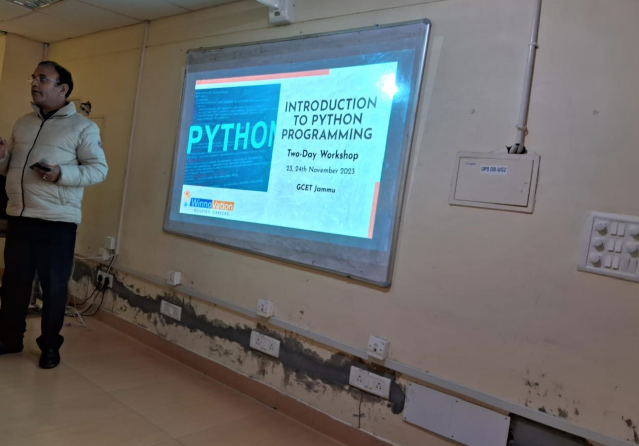 PYTHON
INTRODUCTION
TO PYTHON
PROGRAMMING
Two-Day Workshop
23, 24th November 2023
GCET Jammu
WinnoVation